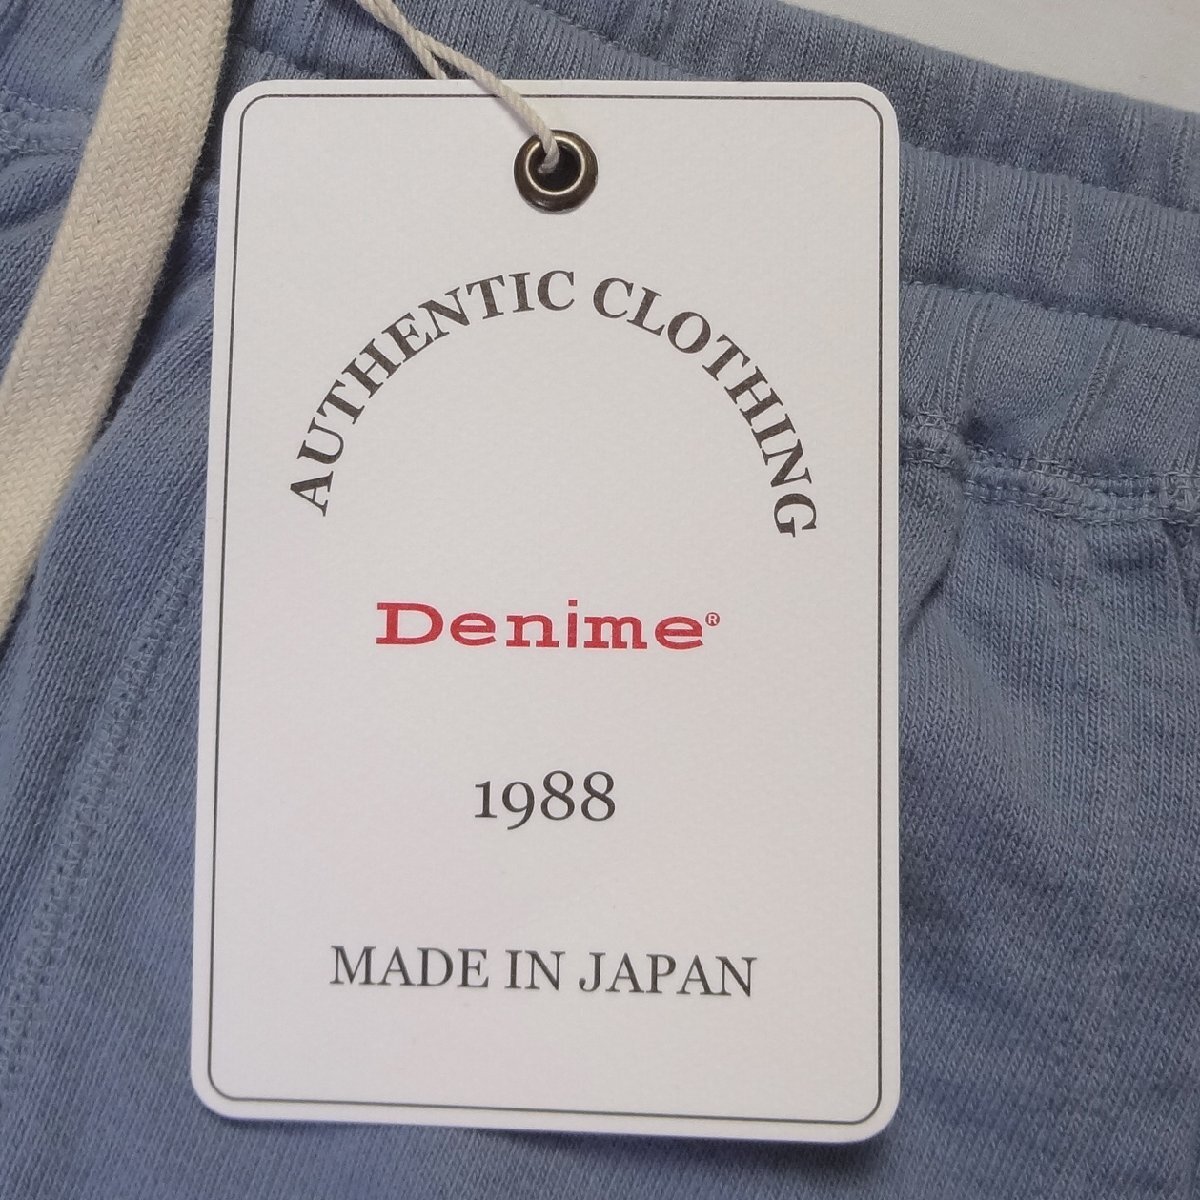 AUTHENTIC CLOTHING
Denime®
1988
MADE IN JAPAN